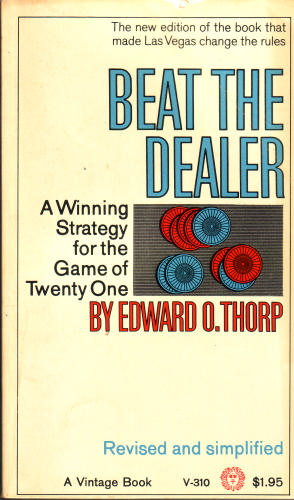 The new edition of the book that
made Las Vegas change the rules
BEAT THE
DEALER
A Winning
Strategy
for the
Game of
Twenty One
BY EDWARD O. THORP
Revised and simplified
A Vintage Book V-310 $1.95